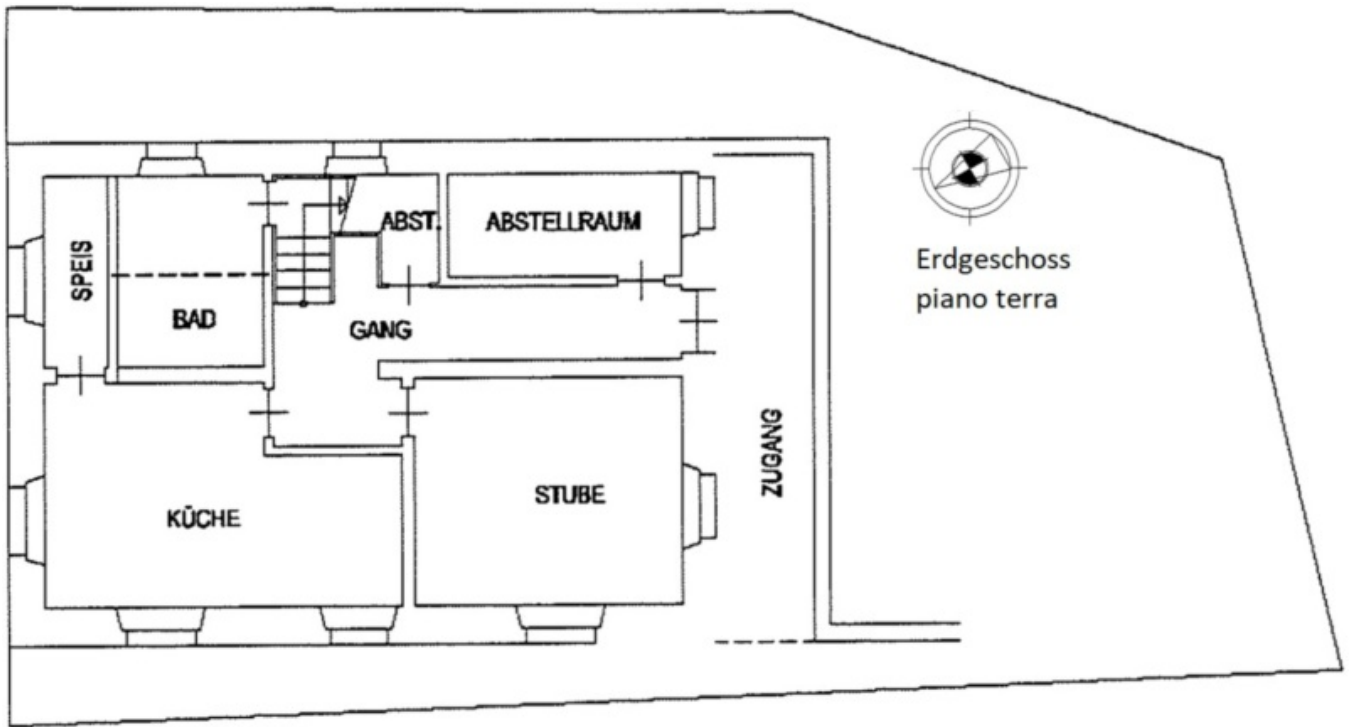 SPEIS
BAD
ABST.
ABSTELLRAUM
GANG
KÜCHE
STUBE
ZUGANG
Erdgeschoss
piano terra